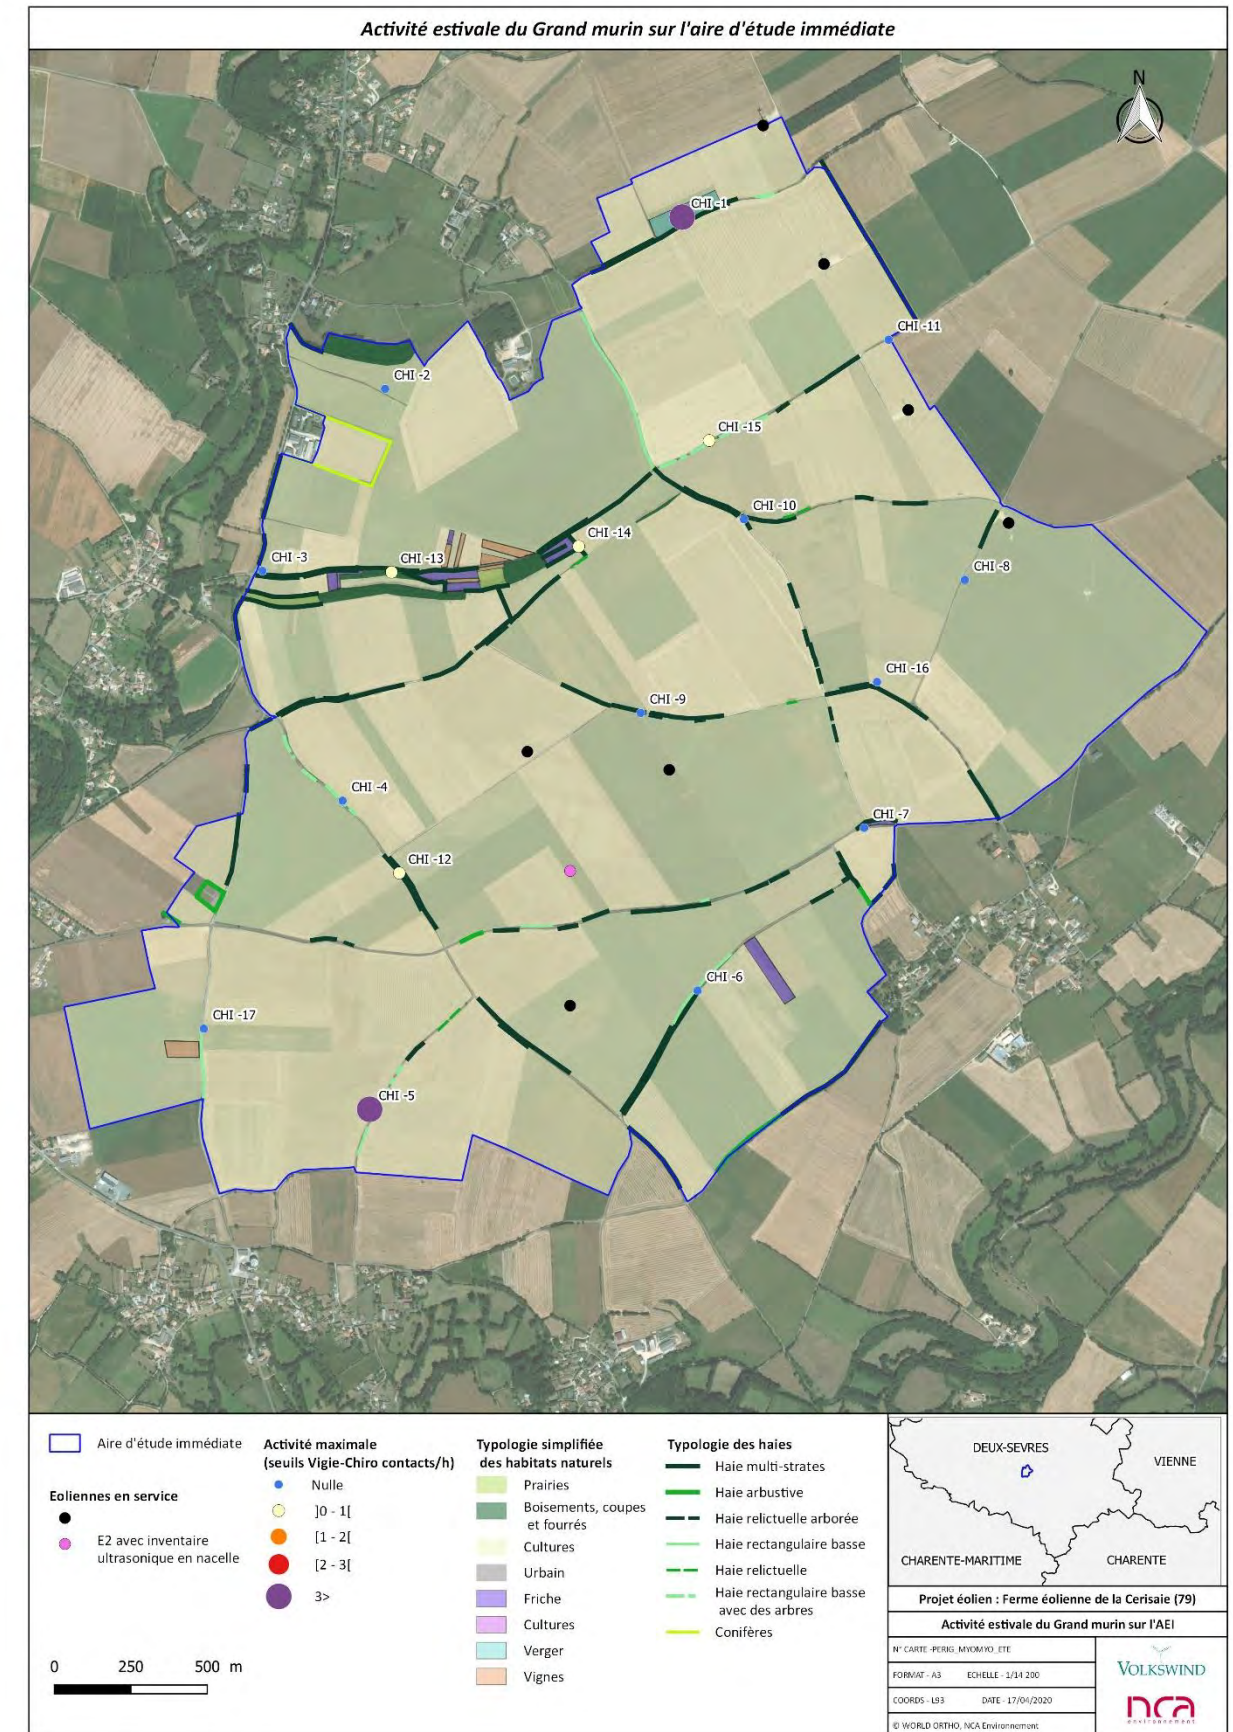 Activité estivale du Grand murin sur l'aire d'étude immédiate
N
CHI -1
CHI -11
CHI -2
CHI -15
CHI -10
CHI -14
CHI -3
CHI -13
CHI -8
CHI -16
CHI -9
CHI -4
CHI -7
CHI -12
CHI -6
CHI -17
CHI -5
Aire d'étude immédiate
Eoliennes en service
E2 avec inventaire
ultrasonique en nacelle
0 250 500 m
Activité maximale
(seuils Vigie-Chiro contacts/h)
Nulle
]0 - 1[
[1 - 2[
[2 - 3[
3>
Typologie simplifiée
des habitats naturels
Prairies
Boisements, coupes
et fourrés
Cultures
Urbain
Friche
Cultures
Verger
Vignes
Typologie des haies
Haie multi-strates
Haie arbustive
Haie relictuelle arborée
Haie rectangulaire basse
Haie relictuelle
Haie rectangulaire basse
avec des arbres
Conifères
DEUX-SEVRES
VIENNE
CHARENTE-MARITIME
CHARENTE
Projet éolien : Ferme éolienne de la Cerisaie (79)
Activité estivale du Grand murin sur l'AEI
N° CARTE -PERIG_MYOMYO_ETE
FORMAT - A3 ECHELLE - 1/14 200
COORDS - L93 DATE - 17/04/2020
© WORLD ORTHO, NCA Environnement
VOLKSWIND
nca
environnement